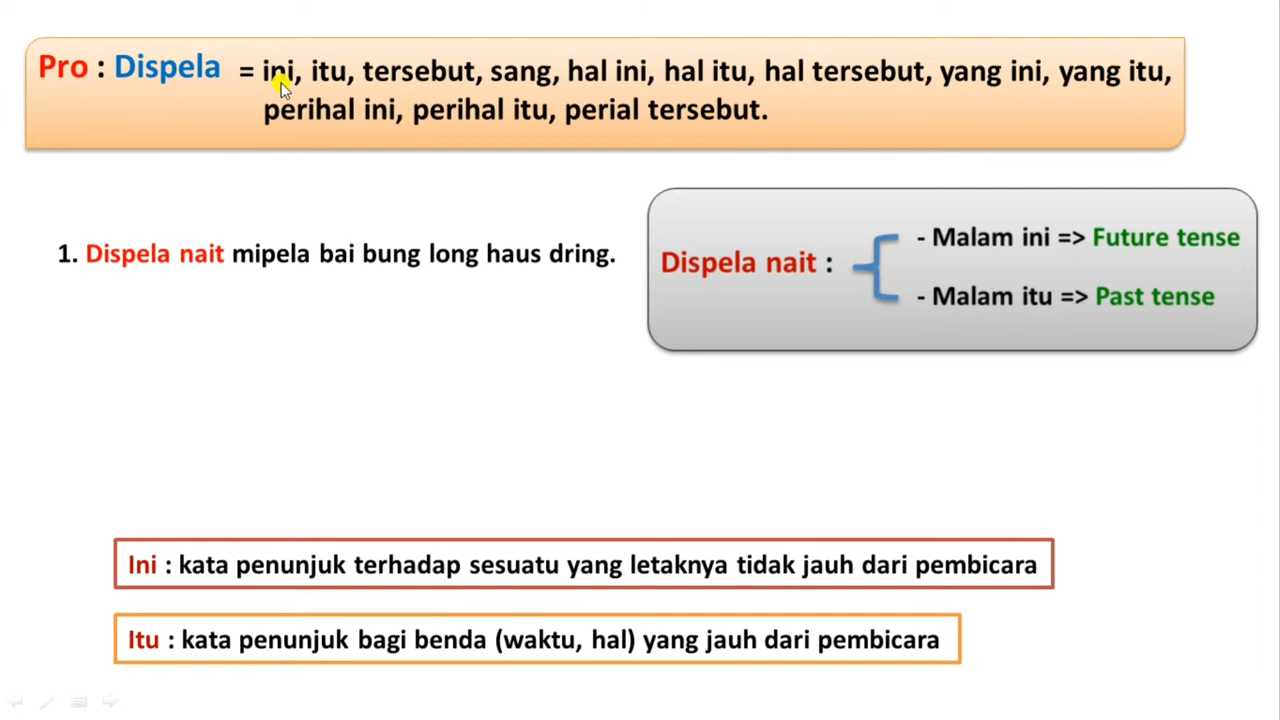 Pro : Dispela = ini, itu, tersebut, sang, hal ini, hal itu, hal tersebut, yang ini, yang itu,
perihal ini, perihal itu, perial tersebut.
1. Dispela nait mipela bai bung long haus dring.
Dispela nait :
- Malam ini => Future tense
- Malam itu => Past tense
Ini : kata penunjuk terhadap sesuatu yang letaknya tidak jauh dari pembicara
Itu : kata penunjuk bagi benda (waktu, hal) yang jauh dari pembicara